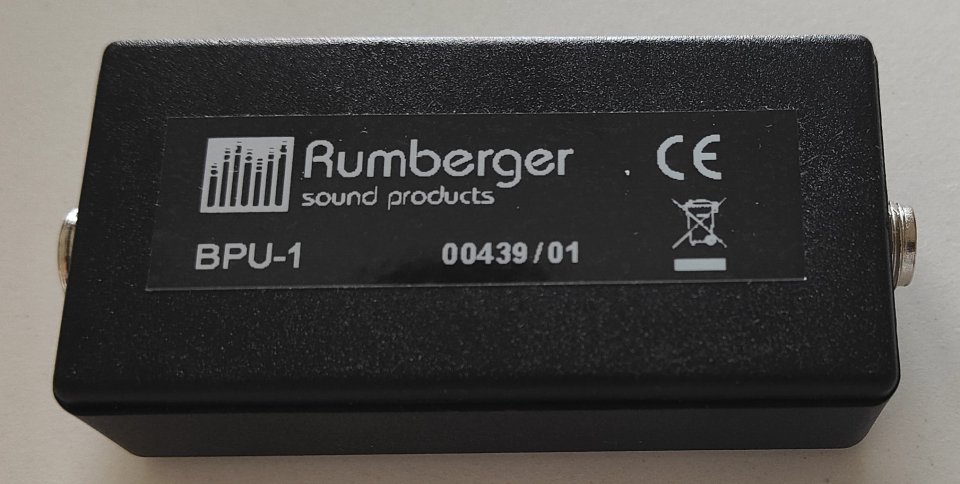 Rumberger
sound products
CE
BPU-1 00439/01